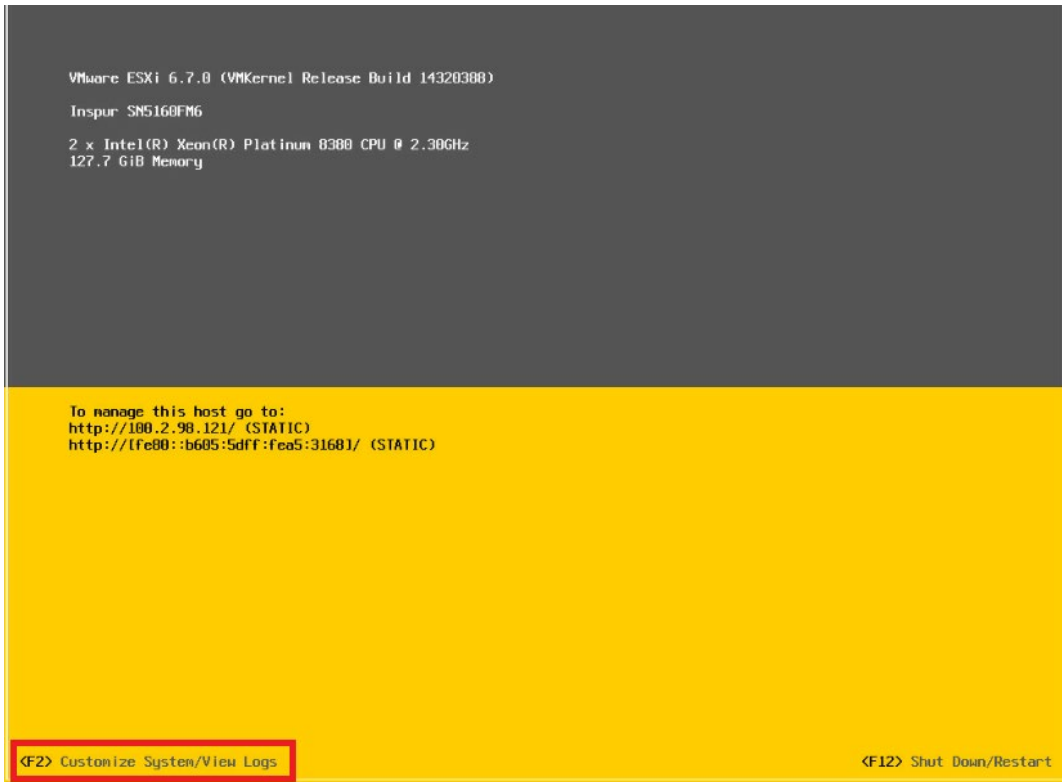 VMware ESXi 6.7.0 (VMKernel Release Build 14320388)
Inspur SN5160FM6
2 x Intel(R) Xeon(R) Platinum 8380 CPU @ 2.30GHz
127.7 GiB Memory
To manage this host go to:
http://100.2.98.121/ (STATIC)
http://[fe80::b605:5dff:fea5:3168]/ (STATIC)
<F2> Customize System/View Logs
<F12> Shut Down/Restart